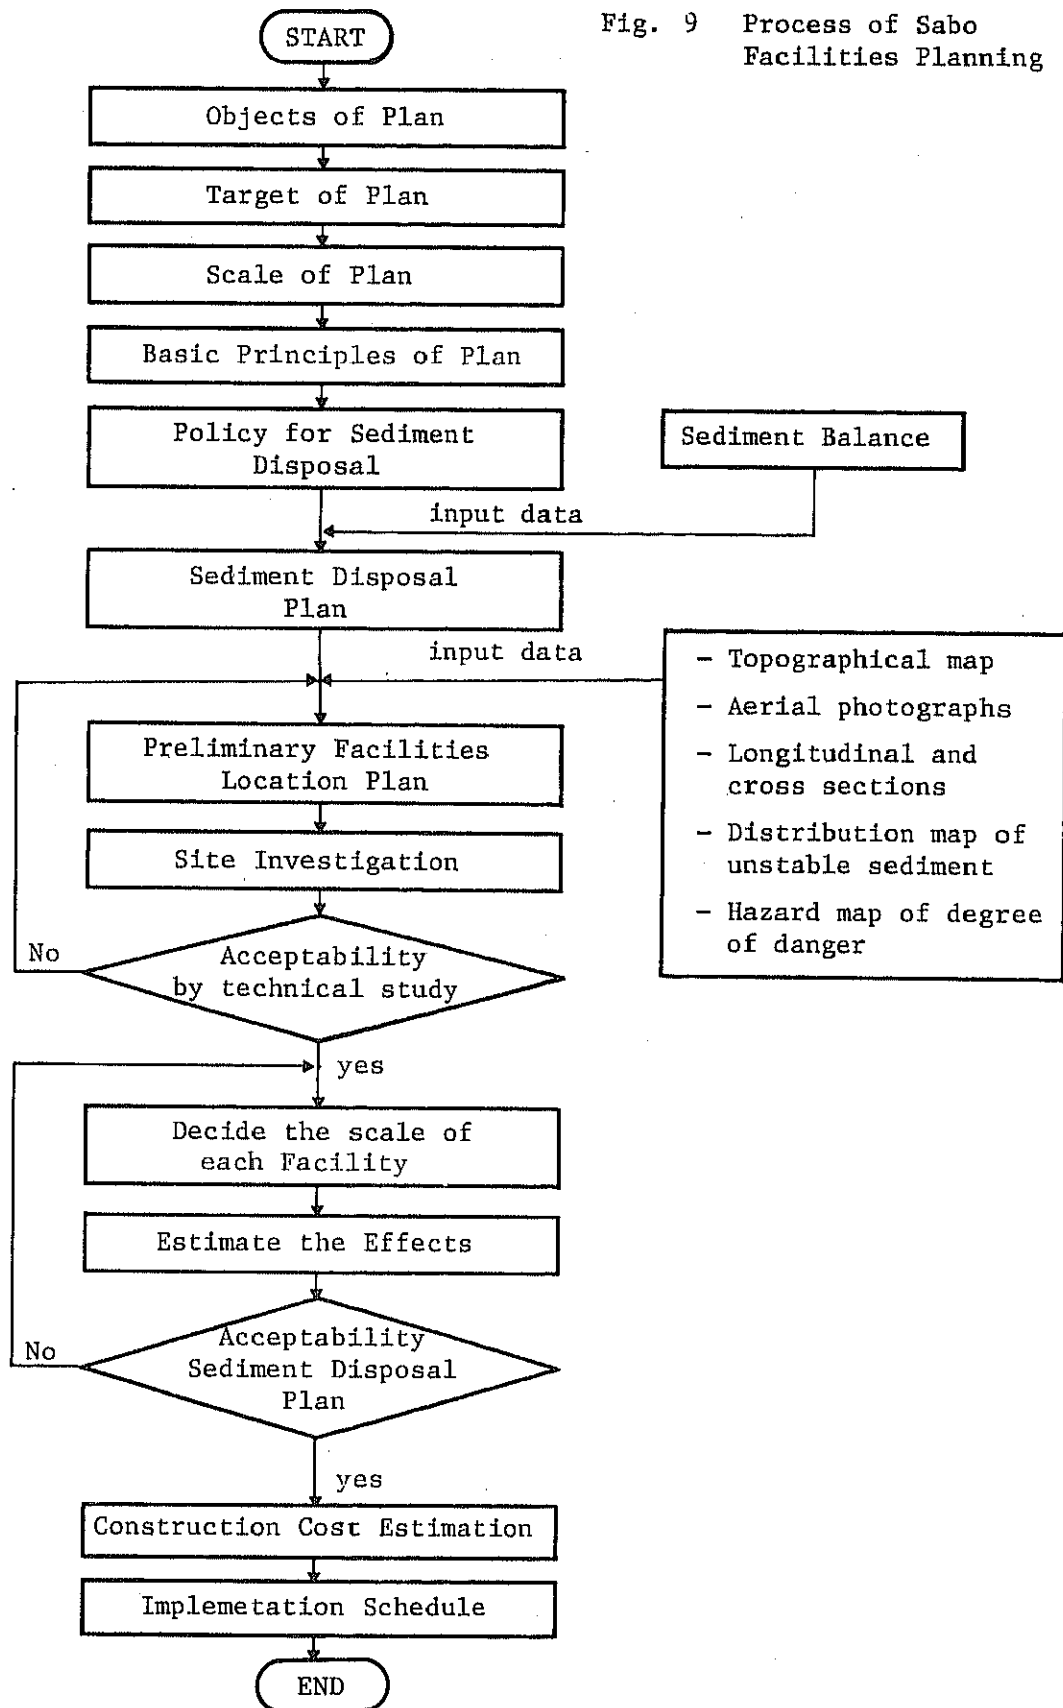 Fig. 9 Process of Sabo
Facilities Planning
START
Objects of Plan
Target of Plan
Scale of Plan
Basic Principles of Plan
Policy for Sediment
Disposal
Sediment Balance
input data
Sediment Disposal
Plan
input data
- Topographical map
- Aerial photographs
- Longitudinal and
cross sections
- Distribution map of
unstable sediment
- Hazard map of degree
of danger
Preliminary Facilities
Location Plan
Site Investigation
No
Acceptability
by technical study
yes
Decide the scale of
each Facility
Estimate the Effects
No
Acceptability
Sediment Disposal
Plan
yes
Construction Cost Estimation
Implemetation Schedule
END